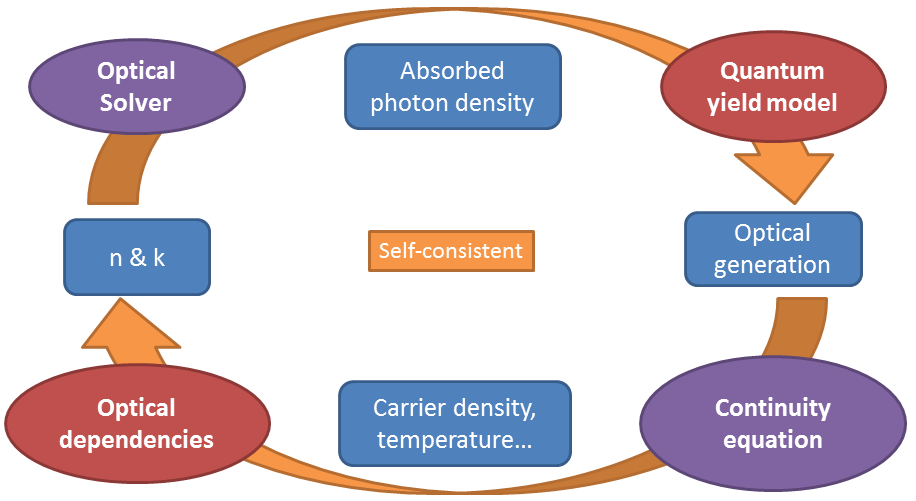 Optical
Solver
Absorbed
photon density
Quantum
yield model
n & k
Self-consistent
Optical
generation
Optical
dependencies
Carrier density,
temperature...
Continuity
equation